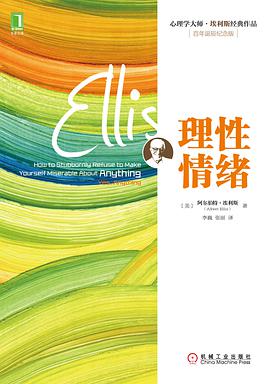 心理学大师·埃利斯经典作品
百年诞辰纪念版
Ellis
How to Stubbornly Refuse to Make
Yourself Miserable About
Anything
理性
情绪
[美] 阿尔伯特·埃利斯 著
(Albert Ellis)
李巍 张丽 译
机械工业出版社
China Machine Press